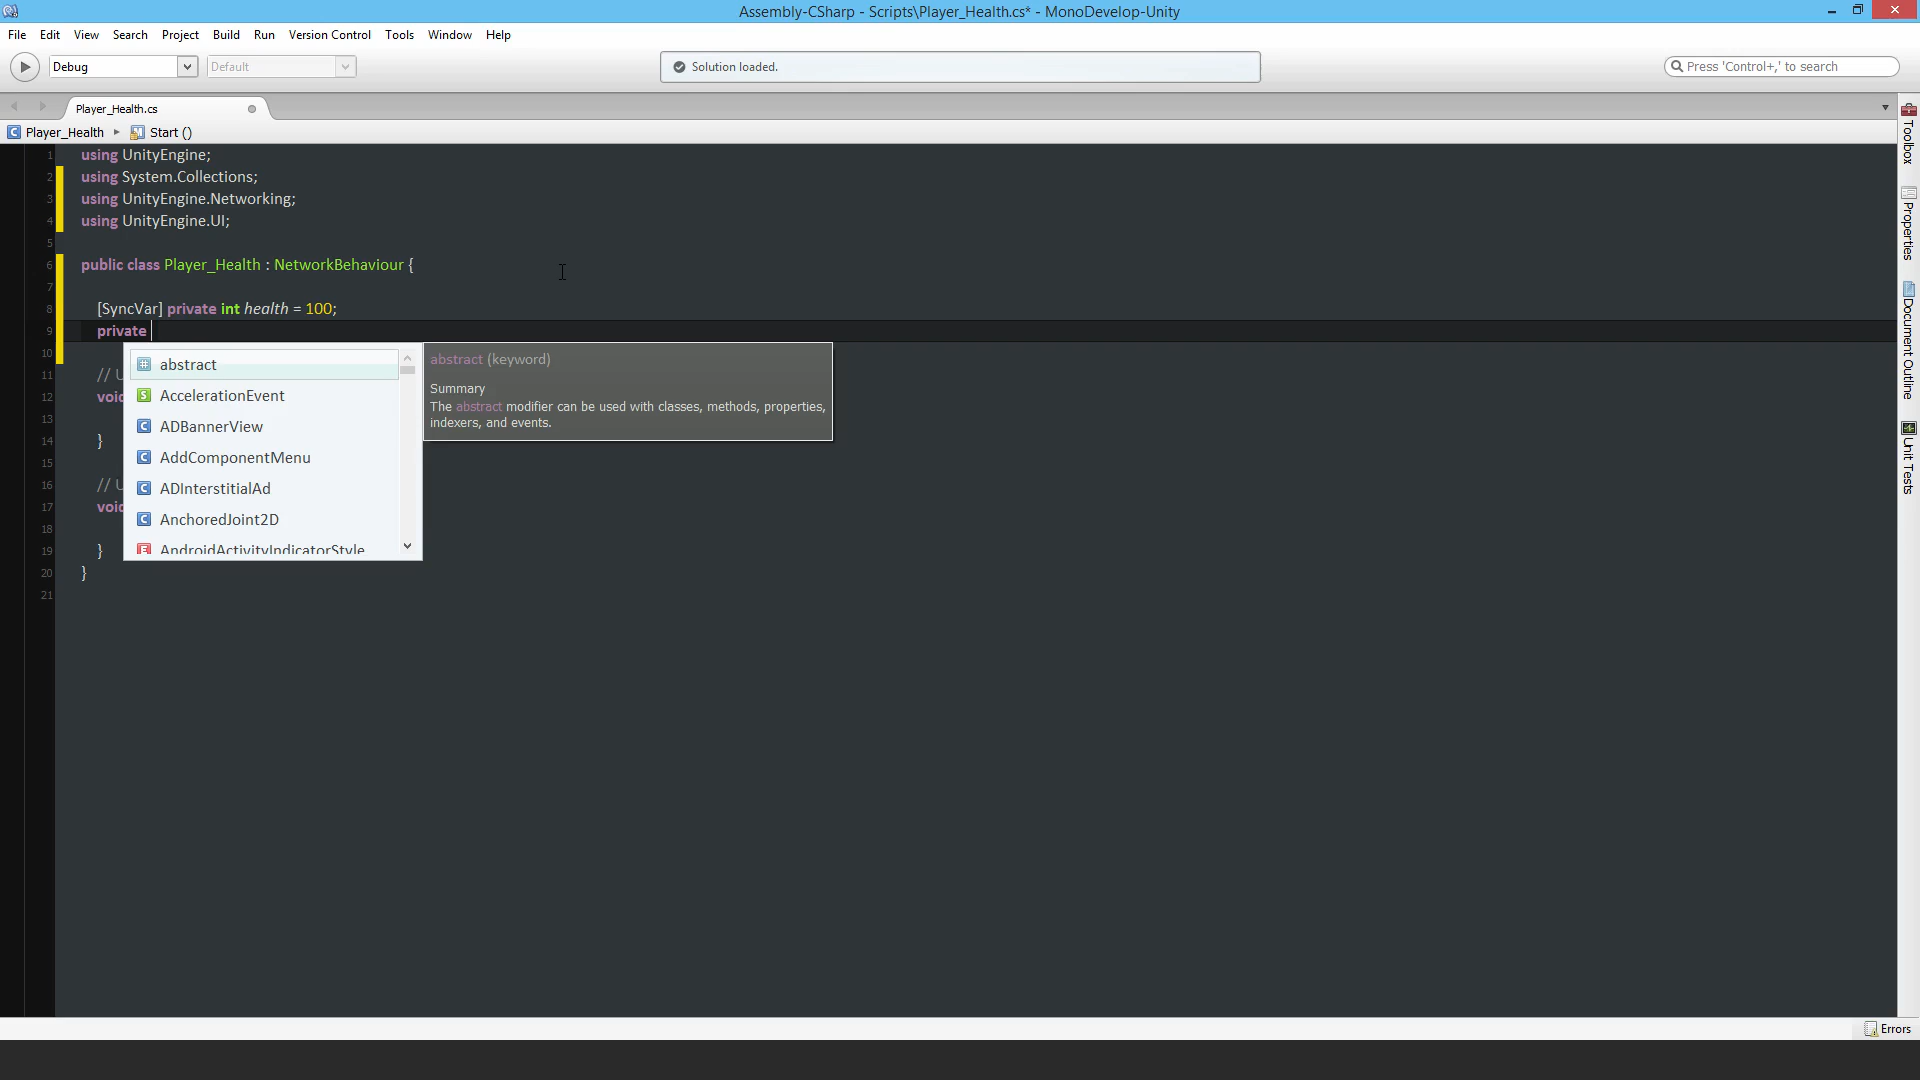 Assembly-CSharp - Scripts\Player_Health.cs* - MonoDevelop-Unity
File Edit View Search Project Build Run Version Control Tools Window Help
Debug Default Solution loaded. Press 'Control+,' to search
Player_Health.cs
Player_Health Start ()
1 using UnityEngine;
2 using System.Collections;
3 using UnityEngine.Networking;
4 using UnityEngine.UI;
5
6 public class Player_Health : NetworkBehaviour {
7
8 [SyncVar] private int health = 100;
9 private
10
11 // U
12 void
13
14 }
15
16 // U
17 void
18
19 }
20 }
21
abstract
AccelerationEvent
ADBannerView
AddComponentMenu
ADInterstitialAd
AnchoredJoint2D
AndroidActivityIndicatorStyle
abstract (keyword)
Summary
The abstract modifier can be used with classes, methods, properties,
indexers, and events.
Toolbox
Properties
Document Outline
Unit Tests
Errors